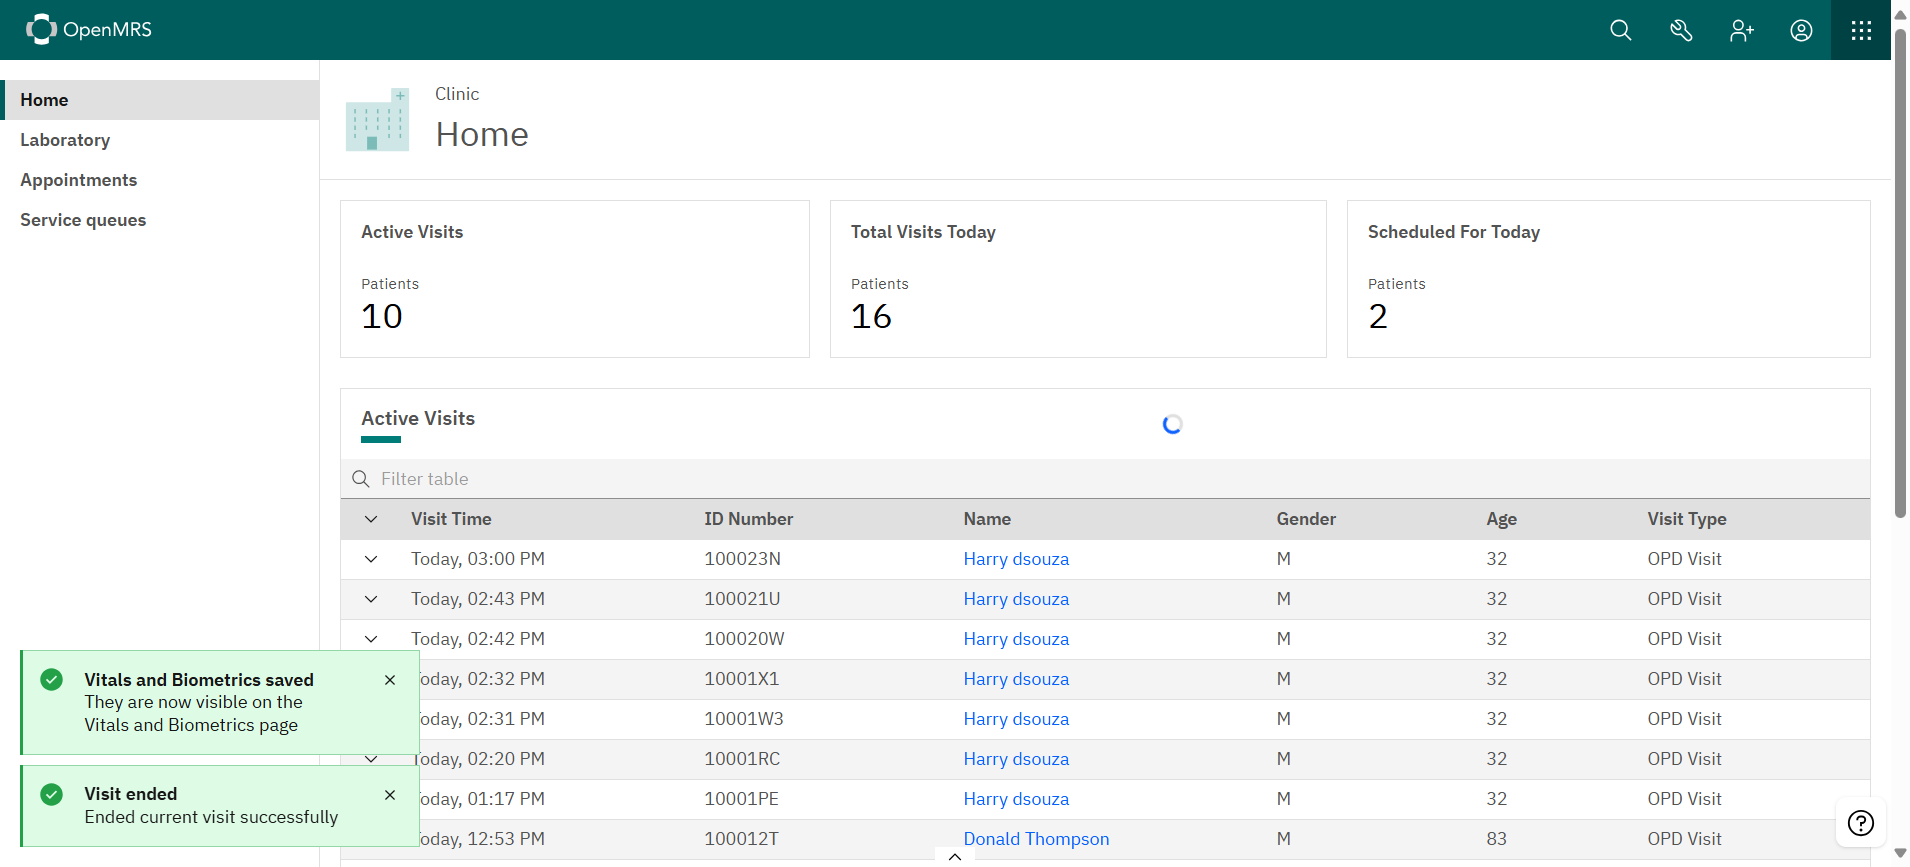 OpenMRS
Home
Laboratory
Appointments
Service queues
Clinic
Home
Active Visits
Patients
10
Total Visits Today
Patients
16
Scheduled For Today
Patients
2
Active Visits
Filter table
Visit Time ID Number Name Gender Age Visit Type
Today, 03:00 PM 100023N Harry dsouza M 32 OPD Visit
Today, 02:43 PM 100021U Harry dsouza M 32 OPD Visit
Today, 02:42 PM 100020W Harry dsouza M 32 OPD Visit
Today, 02:32 PM 10001X1 Harry dsouza M 32 OPD Visit
Today, 02:31 PM 10001W3 Harry dsouza M 32 OPD Visit
Today, 02:20 PM 10001RC Harry dsouza M 32 OPD Visit
Today, 01:17 PM 10001PE Harry dsouza M 32 OPD Visit
Today, 12:53 PM 100012T Donald Thompson M 83 OPD Visit
Vitals and Biometrics saved
They are now visible on the
Vitals and Biometrics page
Visit ended
Ended current visit successfully